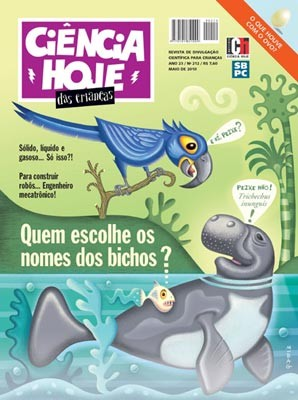 CIÊNCIA
HOJE
das crianças
REVISTA DE DIVULGAÇÃO
CIENTÍFICA PARA CRIANÇAS
ANO 23 / Nº 212 / R$ 7,60
MAIO DE 2010
CIÊNCIA HOJE
SB
PC
O QUE HOUVE
COM O OVO?
Sólido, líquido e
gasoso... Só isso?!
Para construir
robôs... Engenheiro
mecatrônico!
É PEIXE?
PEIXE NÃO!
Trichechus
inunguis
Quem escolhe os
nomes dos bichos?